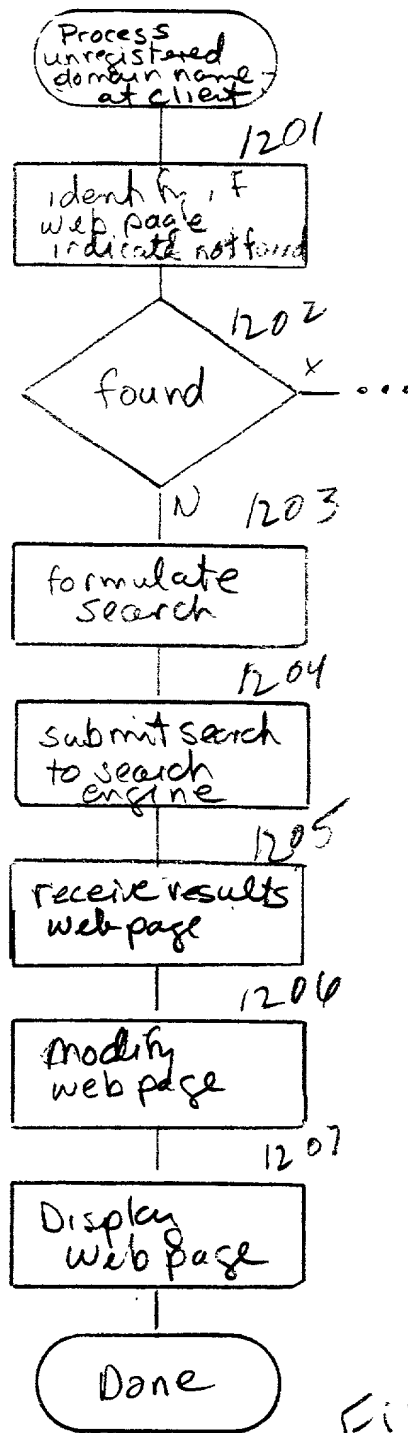 Process
unregistered
domain name
at client
1201
identify if
web page
indicate not found
1202
found
Y
...
N
1203
formulate
search
1204
submit search
to search
engine
1205
receive results
web page
1206
modify
web page
1207
Display
Web page
Done